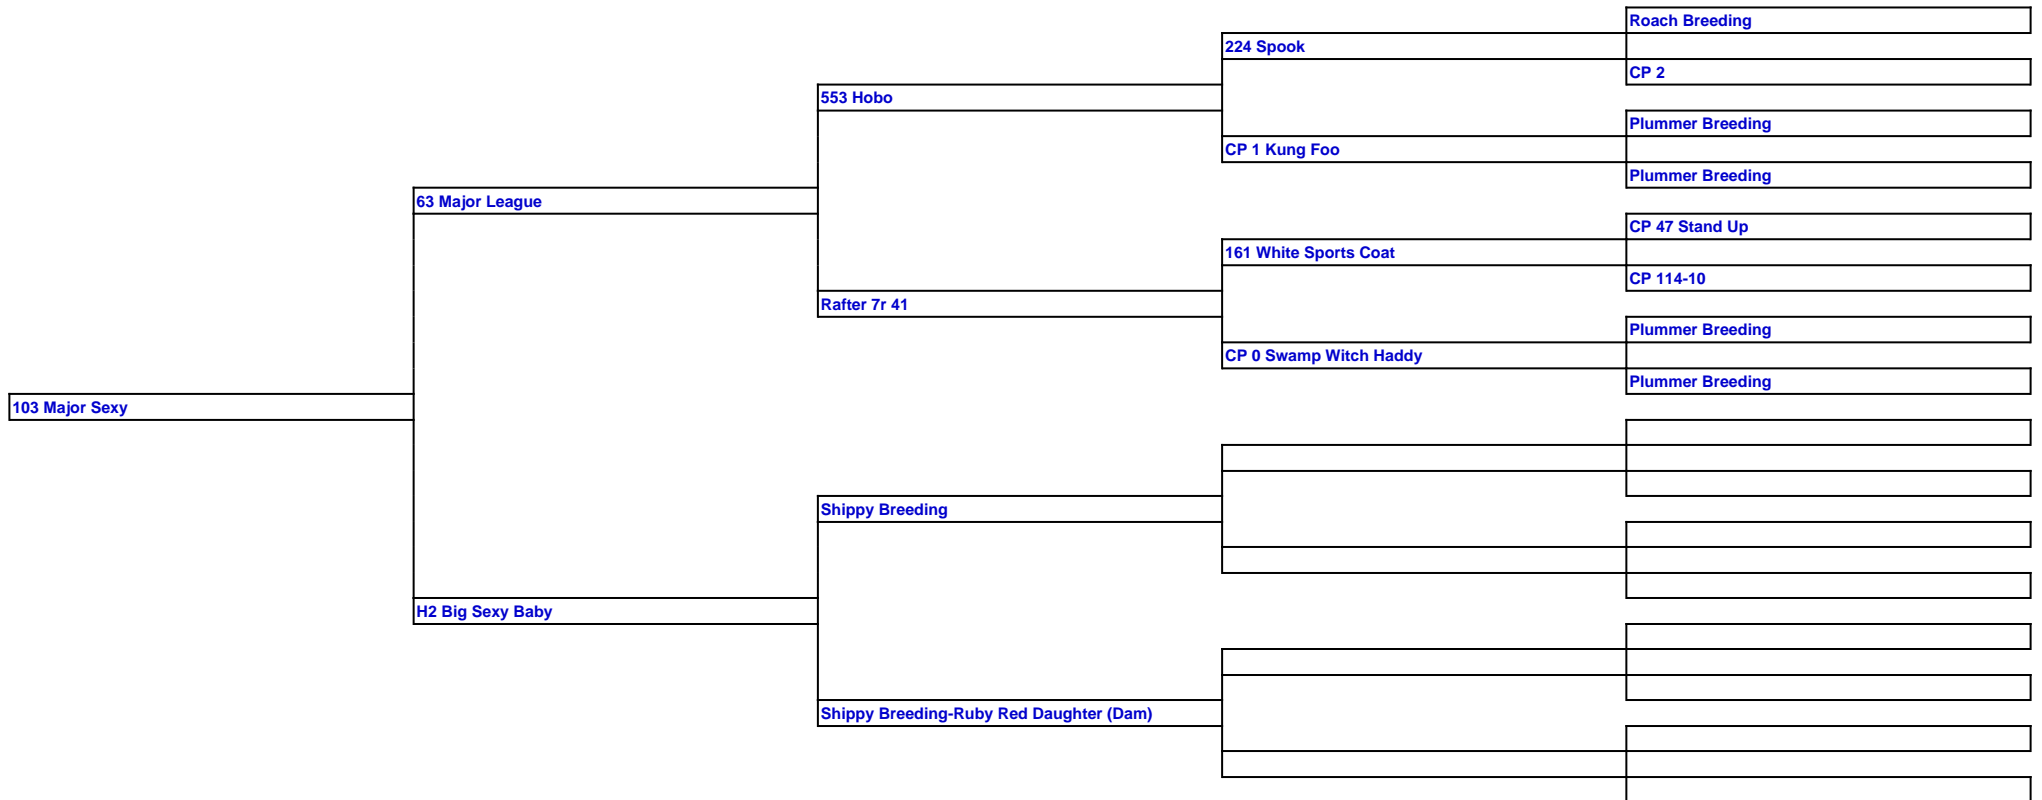 Roach Breeding
224 Spook
CP 2
553 Hobo
Plummer Breeding
CP 1 Kung Foo
Plummer Breeding
63 Major League
CP 47 Stand Up
161 White Sports Coat
CP 114-10
Rafter 7r 41
Plummer Breeding
CP 0 Swamp Witch Haddy
Plummer Breeding
103 Major Sexy
Shippy Breeding
H2 Big Sexy Baby
Shippy Breeding-Ruby Red Daughter (Dam)